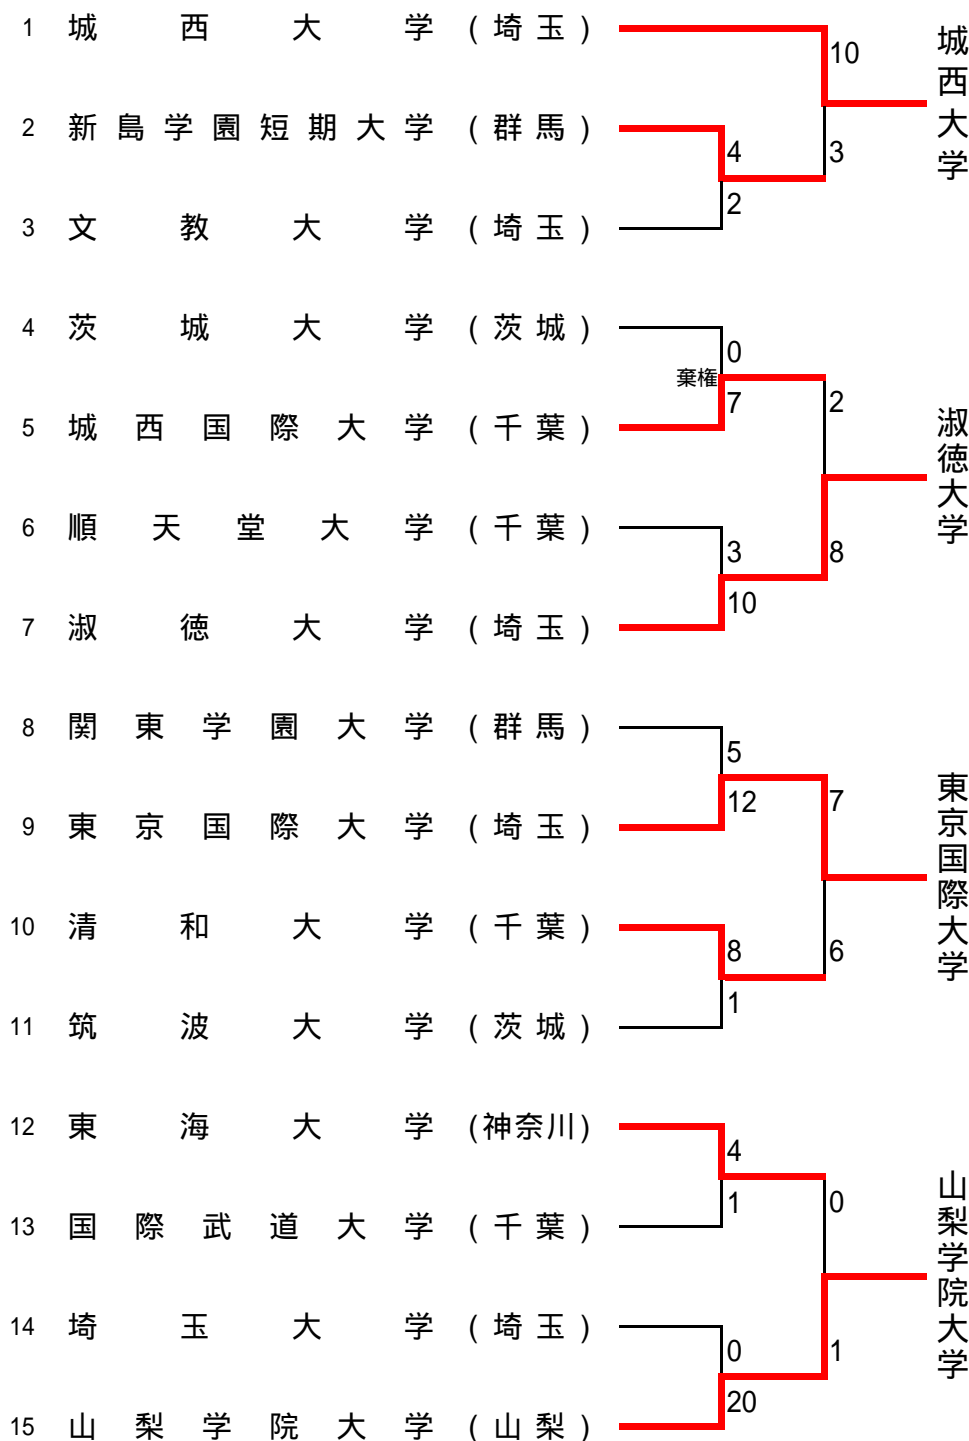 1 城西大学 (埼玉)
10
城西大学
2 新島学園短期大学 (群馬)
4
3
2
3 文教大学 (埼玉)
4 茨城大学 (茨城)
0
棄権
7
2
5 城西国際大学 (千葉)
淑徳大学
6 順天堂大学 (千葉)
3
8
10
7 淑徳大学 (埼玉)
8 関東学園大学 (群馬)
5
12
7
9 東京国際大学 (埼玉)
東京国際大学
10 清和大学 (千葉)
8
6
1
11 筑波大学 (茨城)
12 東海大学 (神奈川)
4
1
0
13 国際武道大学 (千葉)
山梨学院大学
14 埼玉大学 (埼玉)
0
1
20
15 山梨学院大学 (山梨)